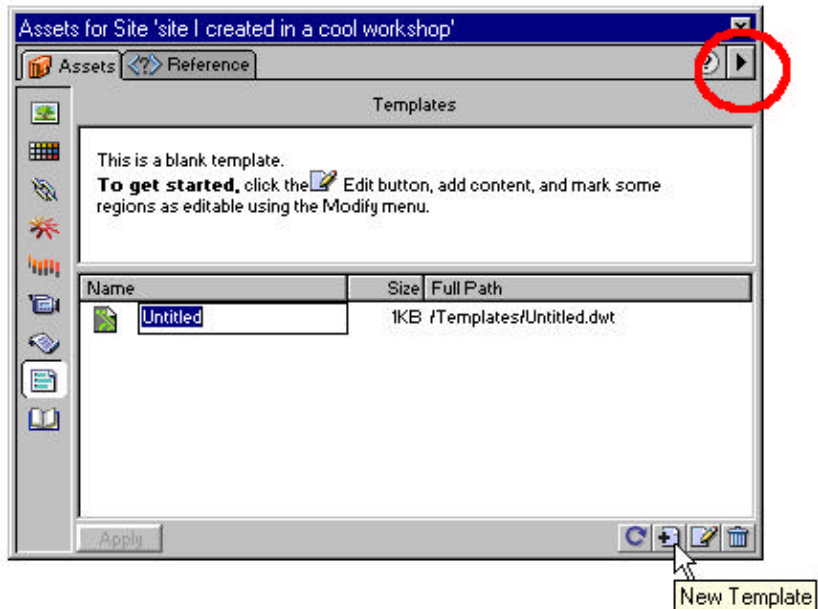 Assets for Site 'site I created in a cool workshop'
Assets <?> Reference ?
Templates
This is a blank template.
To get started, click the Edit button, add content, and mark some
regions as editable using the Modify menu.
Name Size Full Path
Untitled 1KB /Templates/Untitled.dwt
Apply
New Template